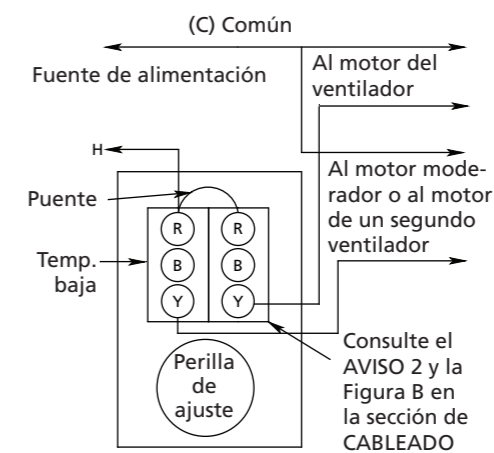 (C) Común
Fuente de alimentación
Al motor del
ventilador
H
Al motor mode-
rador o al motor
de un segundo
ventilador
Puente
R
R
Temp.
baja
B
B
Y
Y
Consulte el
AVISO 2 y la
Figura B en
la sección de
CABLEADO
Perilla
de
ajuste